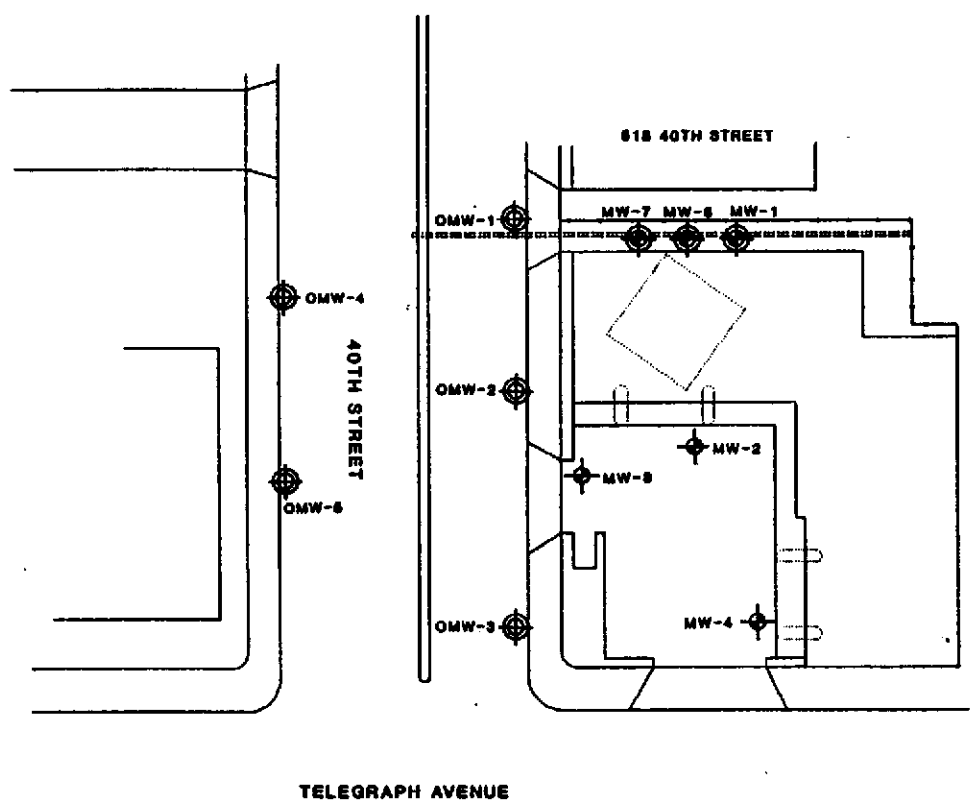 618 40TH STREET
OMW-1
MW-7
MW-6
MW-1
OMW-4
40TH STREET
OMW-2
MW-2
MW-3
OMW-5
OMW-3
MW-4
TELEGRAPH AVENUE